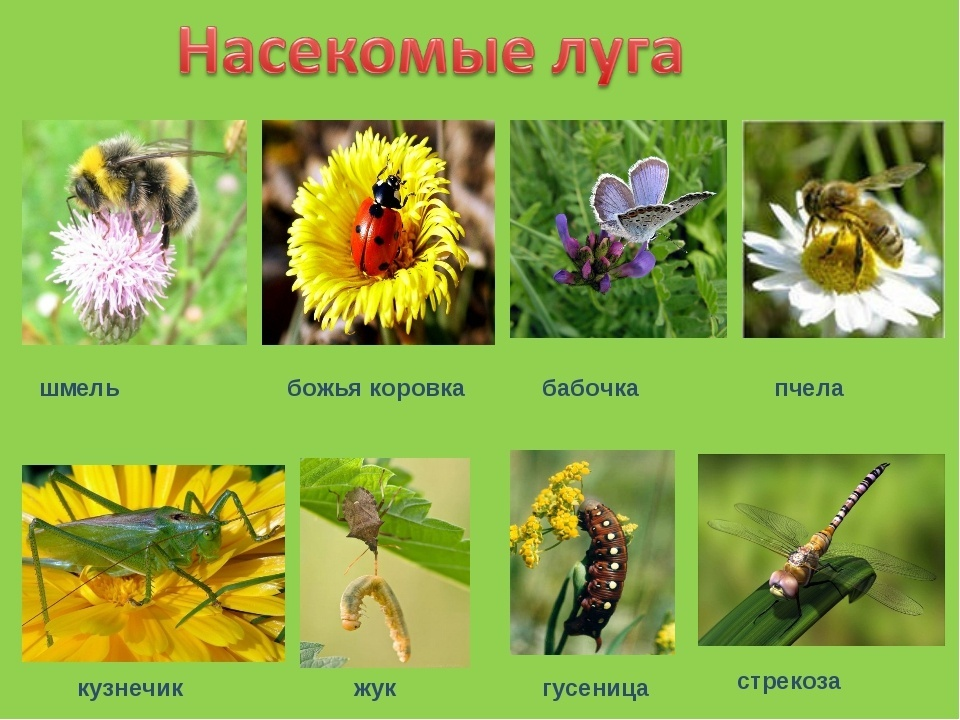 Насекомые луга
шмель
божья коровка
бабочка
пчела
кузнечик
жук
гусеница
стрекоза